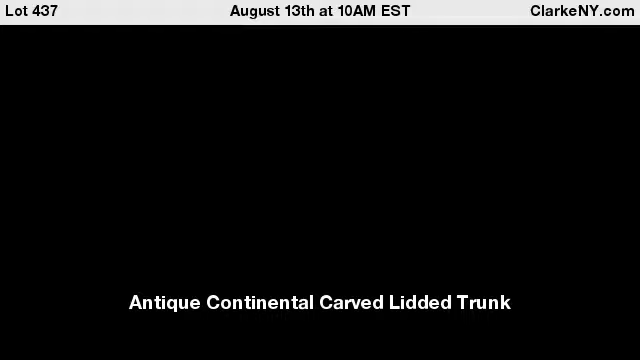 Lot 437 August 13th at 10AM EST ClarkeNY.com
Antique Continental Carved Lidded Trunk